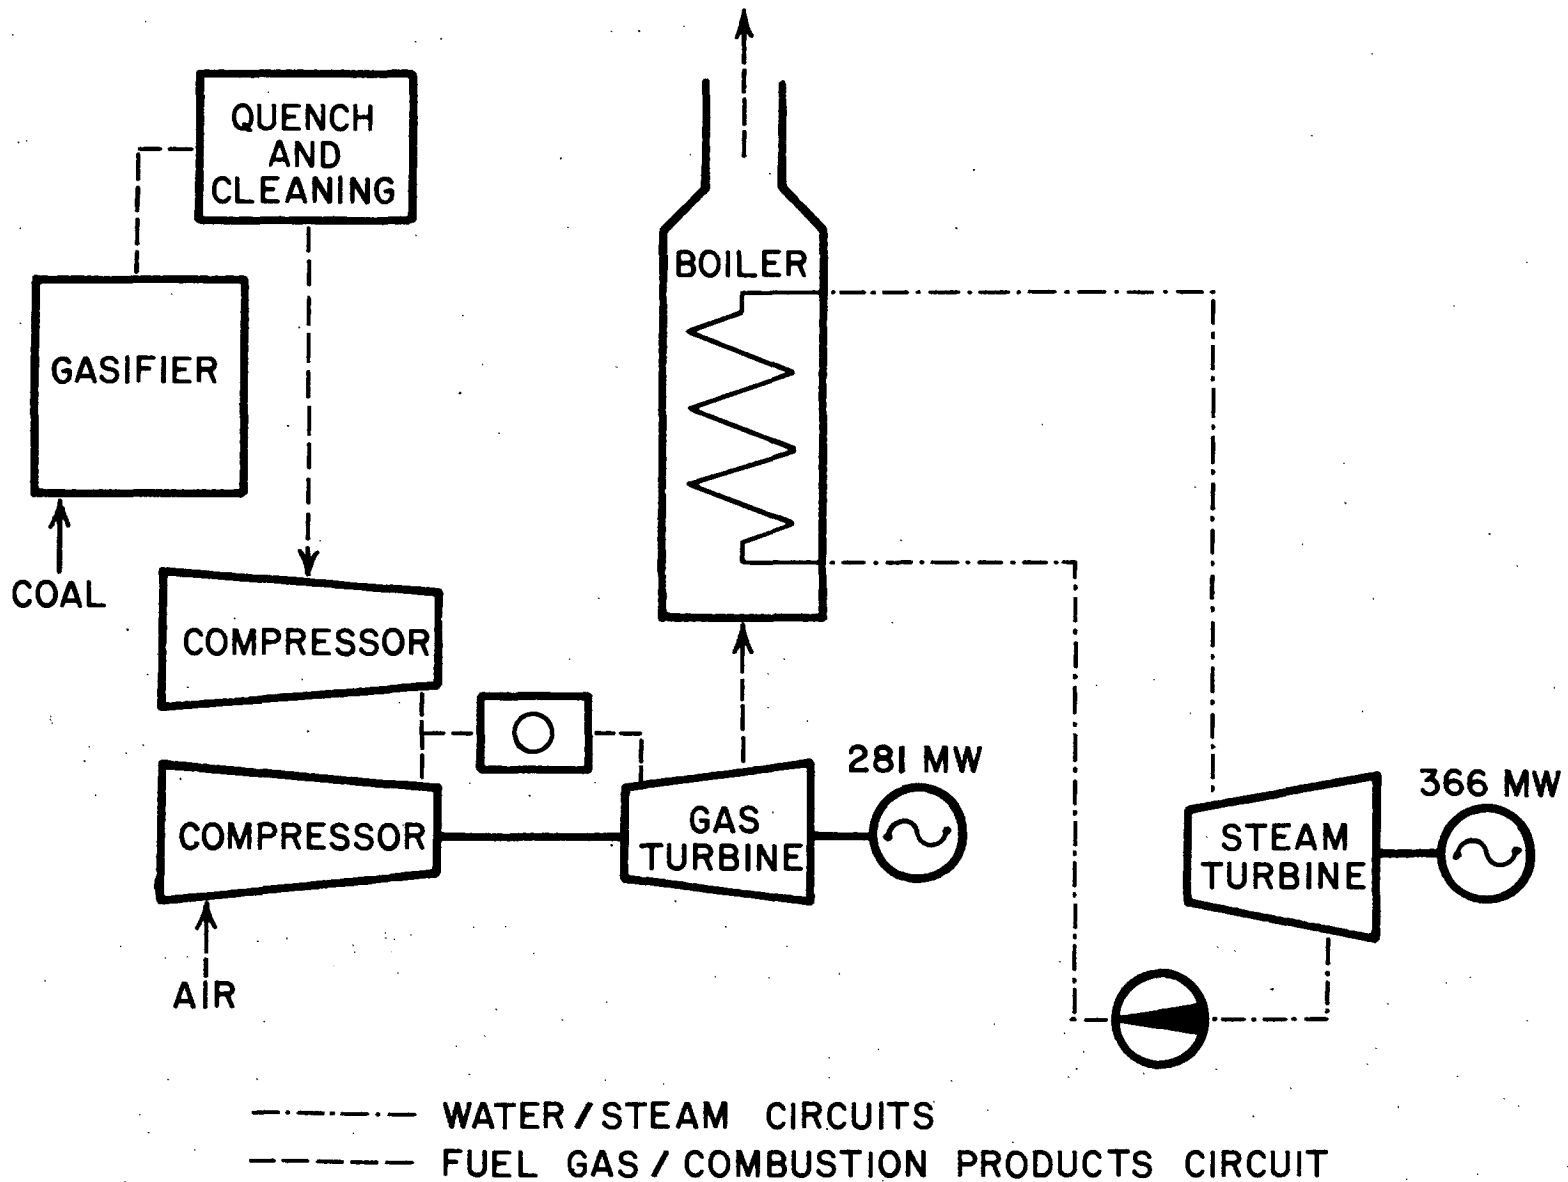 QUENCH
AND
CLEANING
BOILER
GASIFIER
COAL
COMPRESSOR
281 MW
366 MW
COMPRESSOR
GAS
TURBINE
STEAM
TURBINE
AIR
WATER/STEAM CIRCUITS
FUEL GAS/COMBUSTION PRODUCTS CIRCUIT